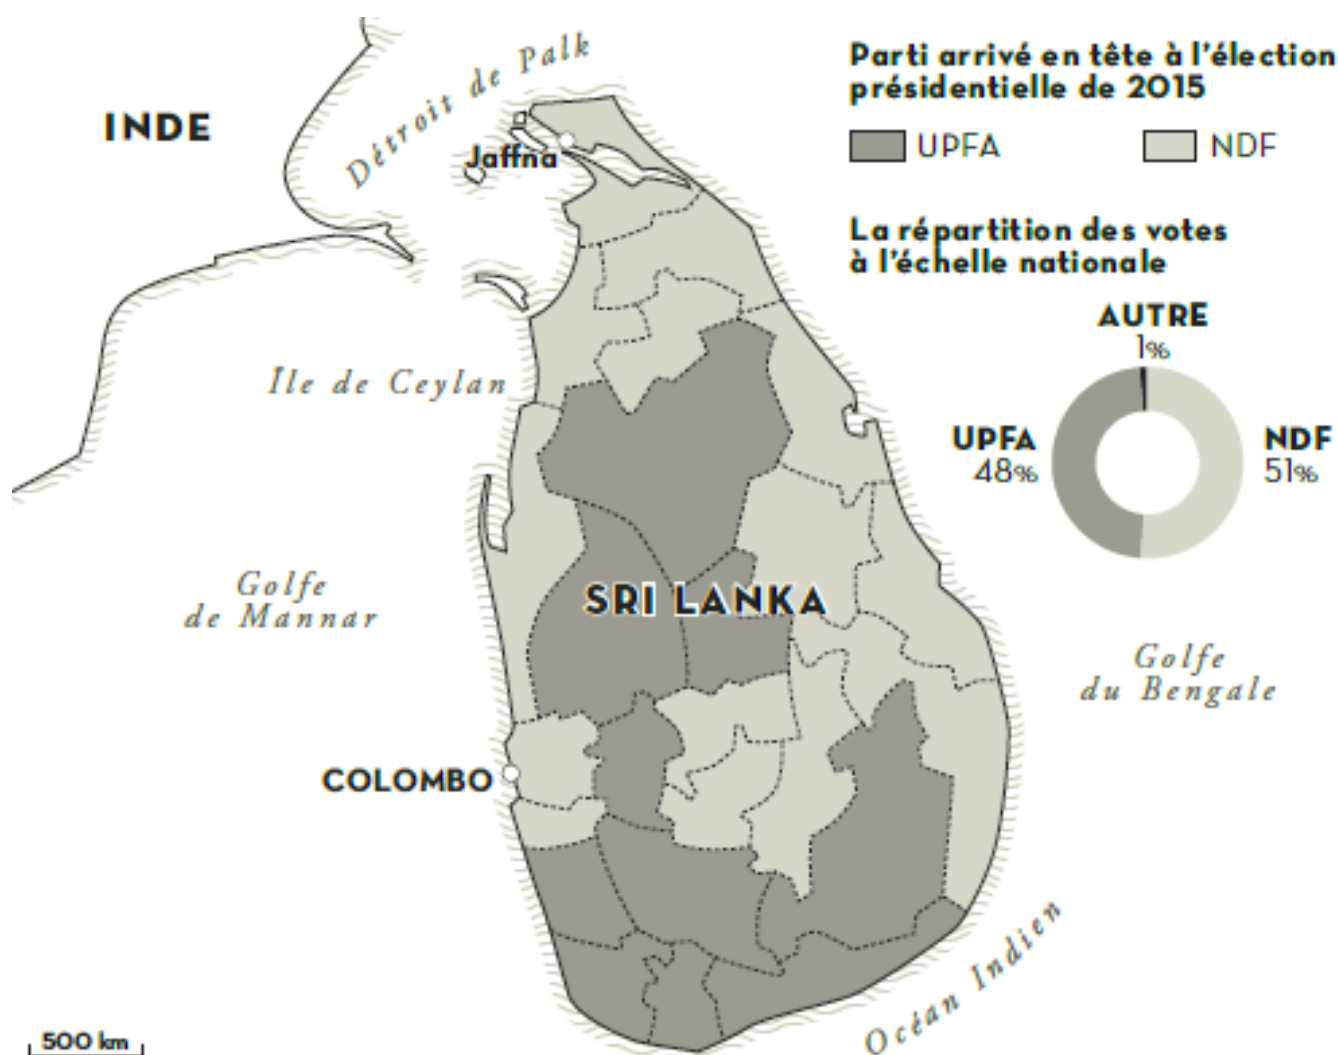 Parti arrivé en tête à l'élection
présidentielle de 2015
UPFA
NDF
La répartition des votes
à l'échelle nationale
AUTRE
1%
UPFA
48%
NDF
51%
INDE
Détroit de Palk
Jaffna
Île de Ceylan
Golfe
de Mannar
SRI LANKA
Golfe
du Bengale
COLOMBO
Océan Indien
500 km